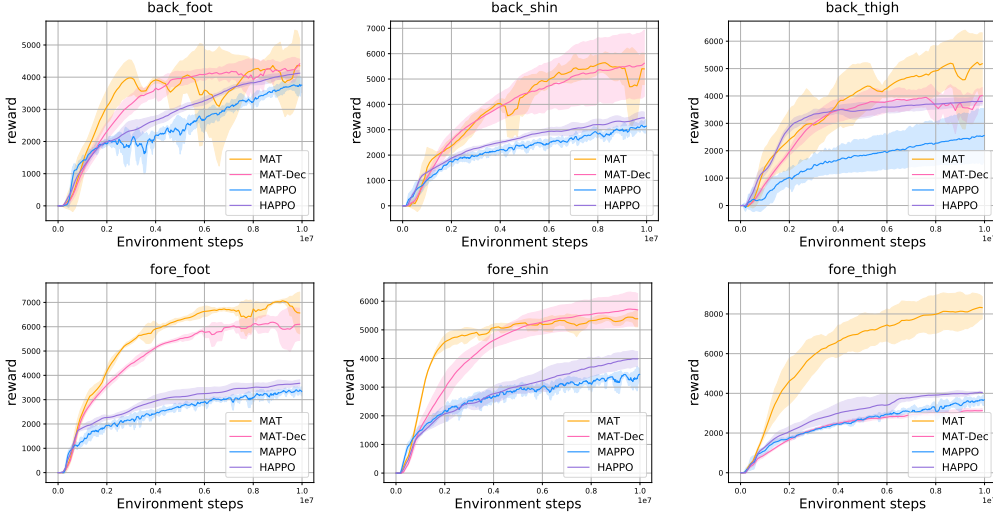 back_foot
back_shin
back_thigh
reward
5000
4000
3000
2000
1000
0
0.0 0.2 0.4 0.6 0.8 1.0
1e7
Environment steps
MAT
MAT-Dec
MAPPO
HAPPO
reward
7000
6000
5000
4000
3000
2000
1000
0
0.0 0.2 0.4 0.6 0.8 1.0
1e7
Environment steps
MAT
MAT-Dec
MAPPO
HAPPO
reward
6000
5000
4000
3000
2000
1000
0
0.0 0.2 0.4 0.6 0.8 1.0
1e7
Environment steps
MAT
MAT-Dec
MAPPO
HAPPO
fore_foot
fore_shin
fore_thigh
reward
7000
6000
5000
4000
3000
2000
1000
0
0.0 0.2 0.4 0.6 0.8 1.0
1e7
Environment steps
MAT
MAT-Dec
MAPPO
HAPPO
reward
6000
5000
4000
3000
2000
1000
0
0.0 0.2 0.4 0.6 0.8 1.0
1e7
Environment steps
MAT
MAT-Dec
MAPPO
HAPPO
reward
8000
6000
4000
2000
0
0.0 0.2 0.4 0.6 0.8 1.0
1e7
Environment steps
MAT
MAT-Dec
MAPPO
HAPPO